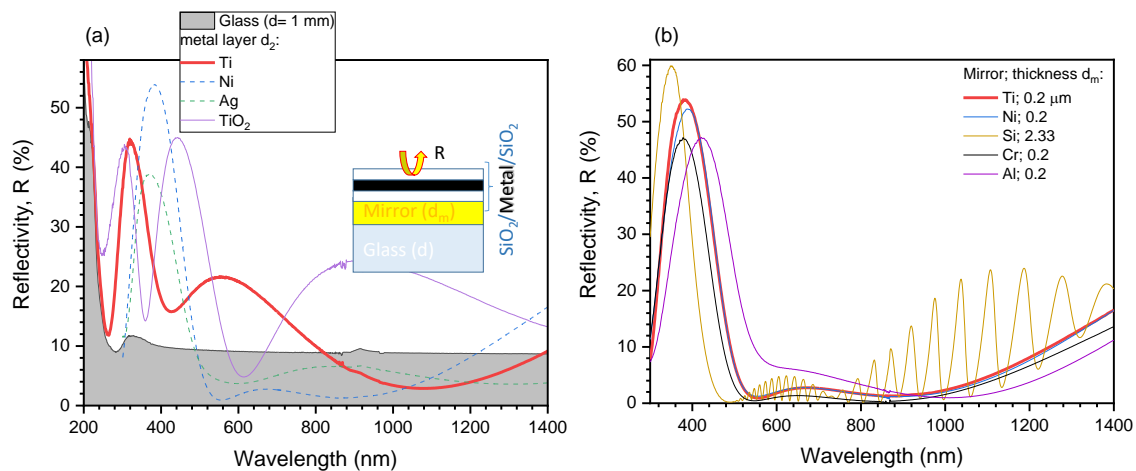 (a)
Glass (d= 1 mm)
metal layer d₂:
Ti
Ni
Ag
TiO₂
Reflectivity, R (%)
50
40
30
20
10
0
R
Mirror (dₘ)
Glass (d)
SiO₂/Metal/SiO₂
200 400 600 800 1000 1200 1400
Wavelength (nm)
(b)
Mirror; thickness dₘ:
Ti; 0.2 μm
Ni; 0.2
Si; 2.33
Cr; 0.2
Al; 0.2
Reflectivity, R (%)
60
50
40
30
20
10
0
400 600 800 1000 1200 1400
Wavelength (nm)